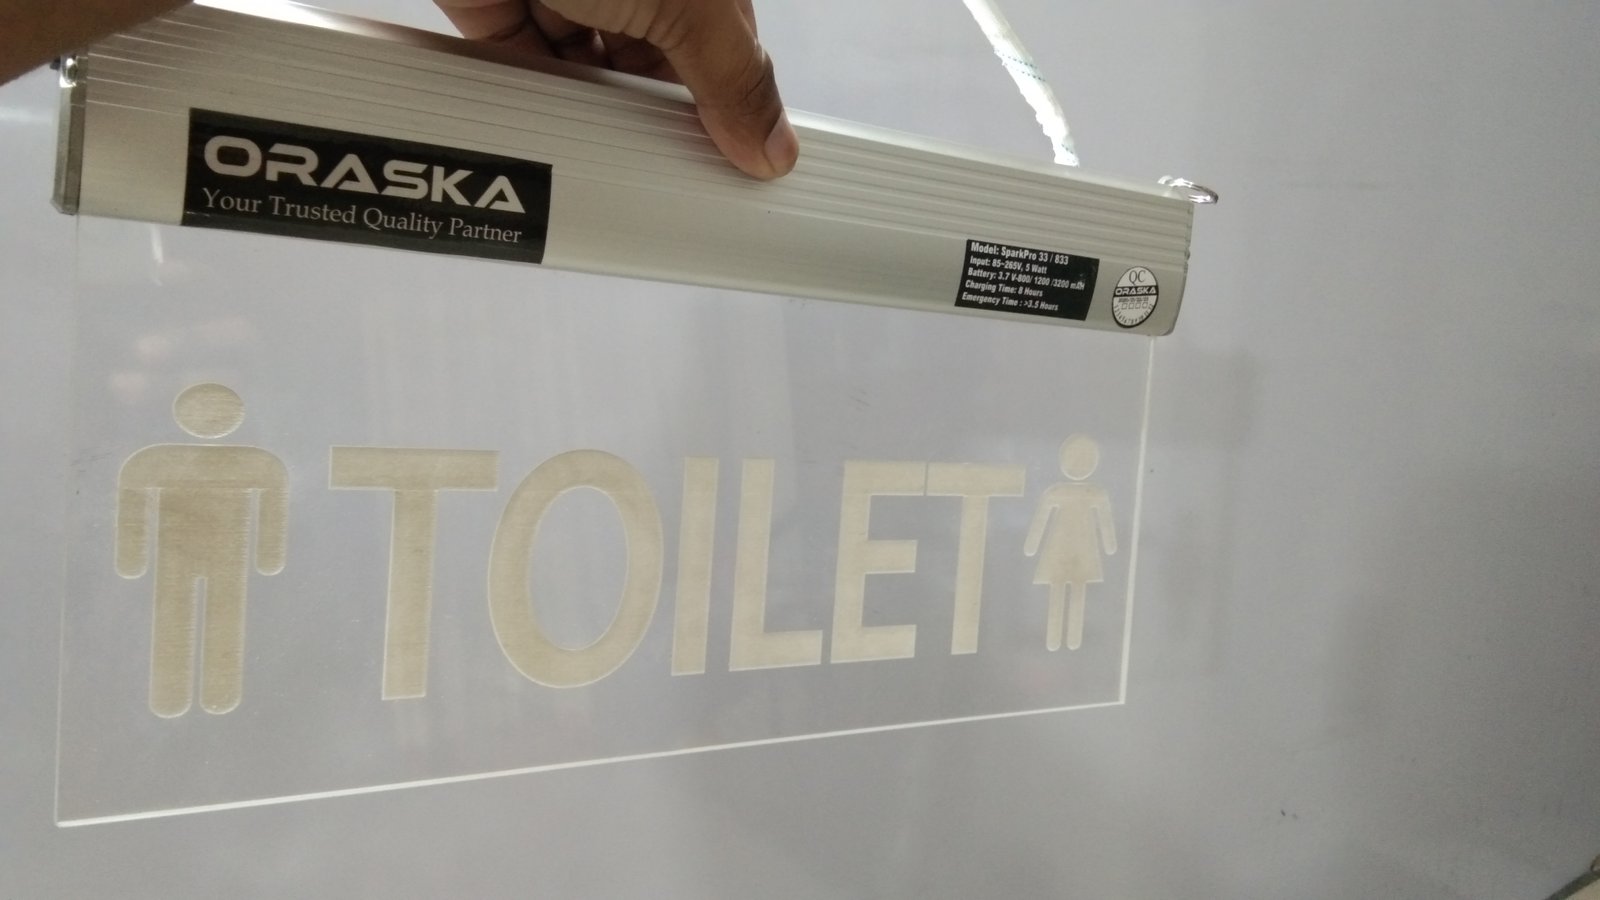 ORASKA
Your Trusted Quality Partner
Model: SparkPro 33 / 833
Input: 85~265V, 5 Watt
Battery: 3.7 V-800/ 1200 /3200 mAH
Charging Time: 8 Hours
Emergency Time : >3.5 Hours
QC
ORASKA
TOILET